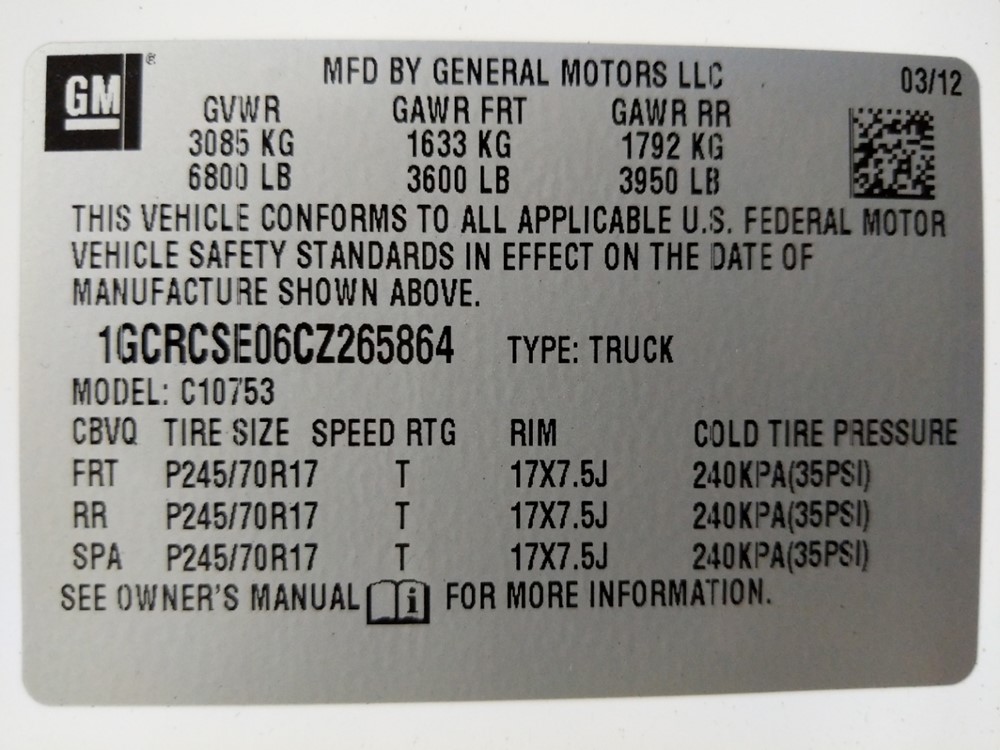 GM ®
MFD BY GENERAL MOTORS LLC 03/12
GVWR GAWR FRT GAWR RR
3085 KG 1633 KG 1792 KG
6800 LB 3600 LB 3950 LB
THIS VEHICLE CONFORMS TO ALL APPLICABLE U.S. FEDERAL MOTOR
VEHICLE SAFETY STANDARDS IN EFFECT ON THE DATE OF
MANUFACTURE SHOWN ABOVE.
1GCRCSE06CZ265864 TYPE: TRUCK
MODEL: C10753
CBVQ TIRE SIZE SPEED RTG RIM COLD TIRE PRESSURE
FRT P245/70R17 T 17X7.5J 240KPA(35PSI)
RR P245/70R17 T 17X7.5J 240KPA(35PSI)
SPA P245/70R17 T 17X7.5J 240KPA(35PSI)
SEE OWNER'S MANUAL i FOR MORE INFORMATION.